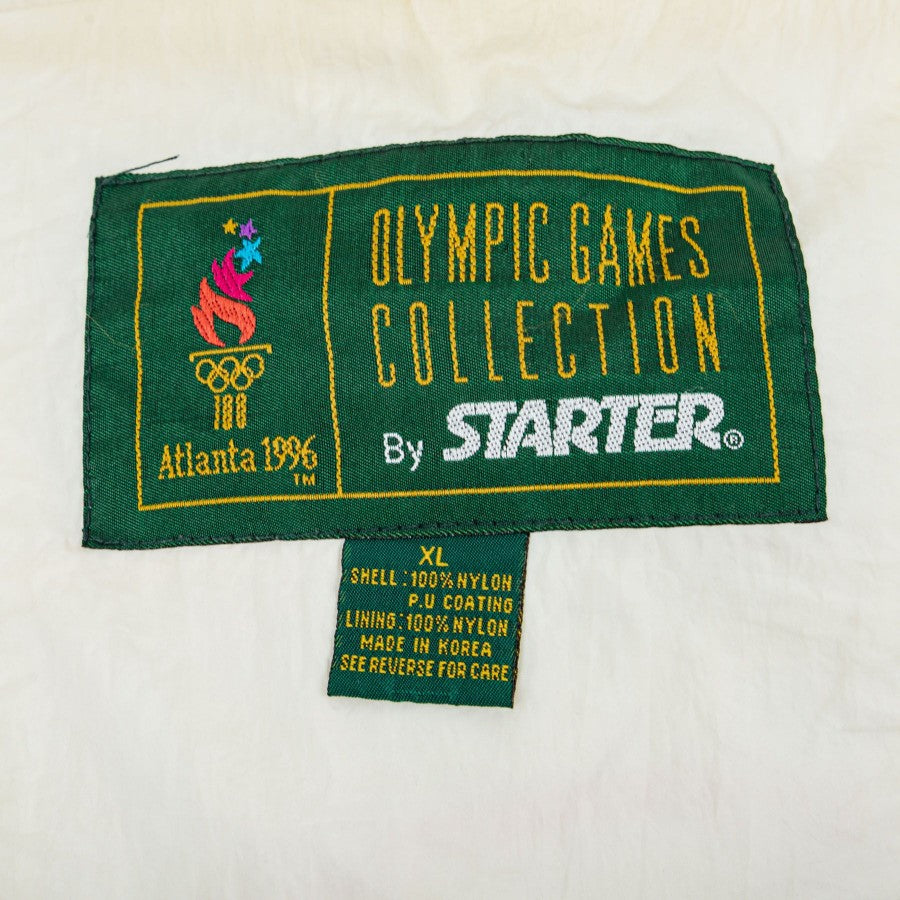 OLYMPIC GAMES
COLLECTION
By STARTER®
100
Atlanta 1996
TM
XL
SHELL: 100% NYLON
P.U COATING
LINING: 100% NYLON
MADE IN KOREA
SEE REVERSE FOR CARE